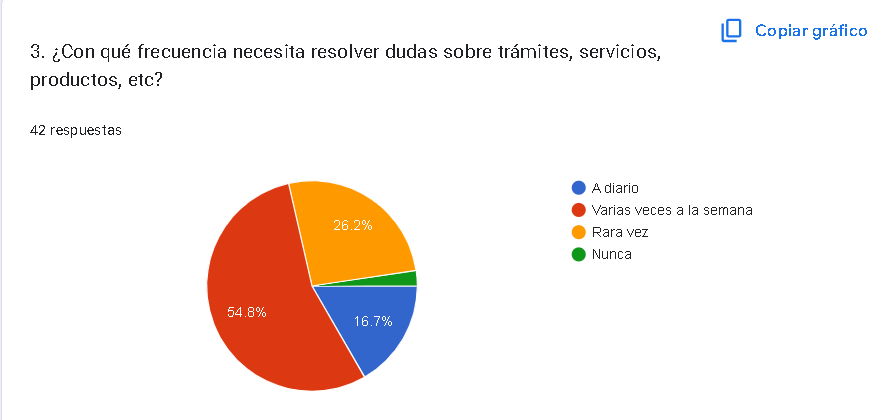 Copiar gráfico
3. ¿Con qué frecuencia necesita resolver dudas sobre trámites, servicios,
productos, etc?
42 respuestas
A diario
Varias veces a la semana
Rara vez
Nunca
26.2%
54.8%
16.7%